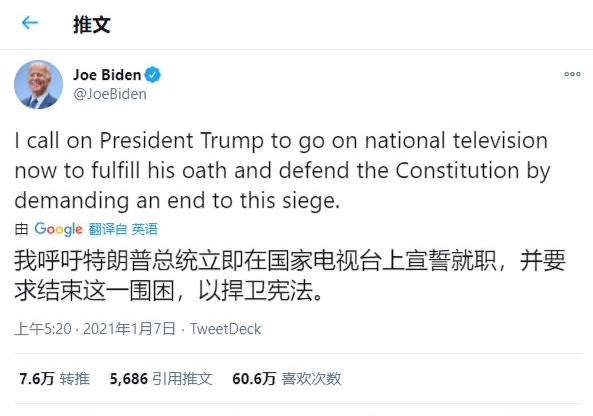 ← 推文
Joe Biden
@JoeBiden
I call on President Trump to go on national television
now to fulfill his oath and defend the Constitution by
demanding an end to this siege.
由 Google 翻译自 英语
我呼吁特朗普总统立即在国家电视台上宣誓就职，并要
求结束这一围困，以捍卫宪法。
上午5:20 · 2021年1月7日 · TweetDeck
7.6万 转推 5,686 引用推文 60.6万 喜欢次数